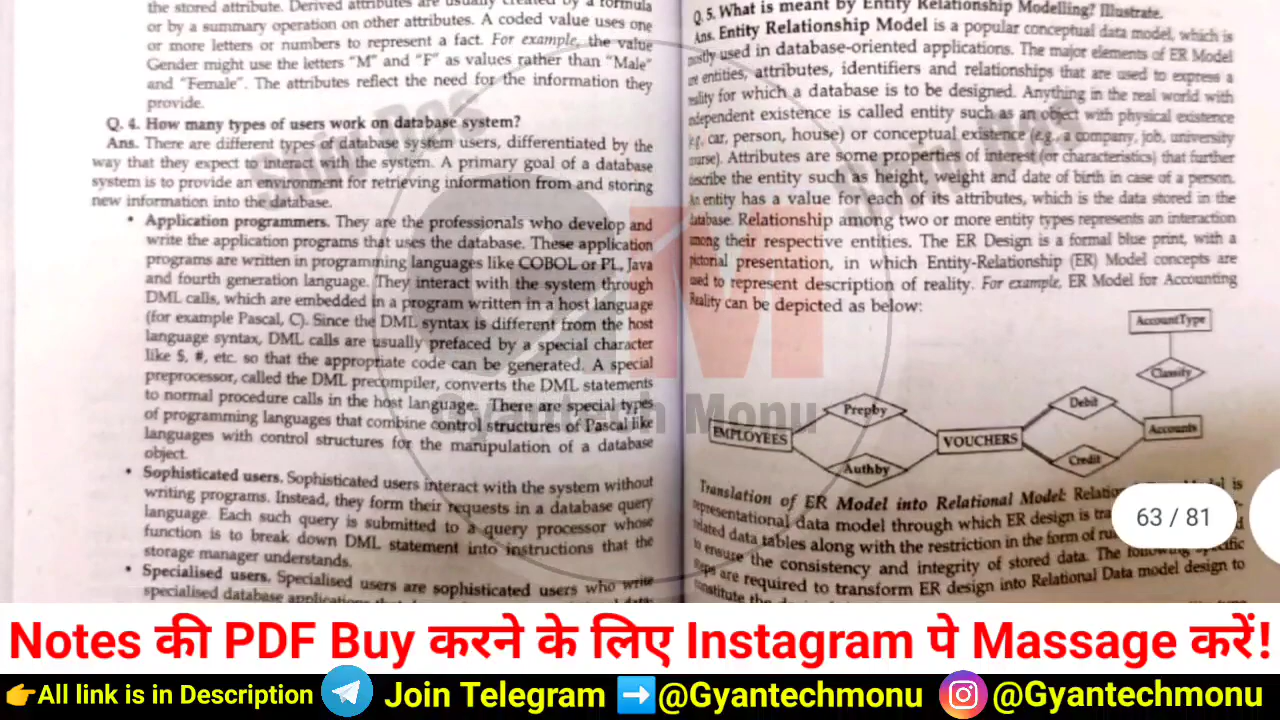 the stored attribute. Derived attributes are usually created by a formula
or by a summary operation on other attributes. A coded value uses one
or more letters or numbers to represent a fact. For example, the value
Gender might use the letters "M" and "F" as values rather than "Male"
and "Female". The attributes reflect the need for the information they
provide.
Q. 4. How many types of users work on database system?
Ans. There are different types of database system users, differentiated by the
way that they expect to interact with the system. A primary goal of a database
system is to provide an environment for retrieving information from and storing
new information into the database.
• Application programmers. They are the professionals who develop and
write the application programs that uses the database. These application
programs are written in programming languages like COBOL or PL, Java
and fourth generation language. They interact with the system through
DML calls, which are embedded in a program written in a host language
(for example Pascal, C). Since the DML syntax is different from the host
language syntax, DML calls are usually prefaced by a special character
like $, #, etc. so that the appropriate code can be generated. A special
preprocessor, called the DML precompiler, converts the DML statements
to normal procedure calls in the host language. There are special types
of programming languages that combine control structures of Pascal like
languages with control structures for the manipulation of a database
object.
• Sophisticated users. Sophisticated users interact with the system without
writing programs. Instead, they form their requests in a database query
language. Each such query is submitted to a query processor whose
function is to break down DML statement into instructions that the
storage manager understands.
• Specialised users. Specialised users are sophisticated users who write
specialised database applications
Q. 5. What is meant by Entity Relationship Modelling? Illustrate.
Ans. Entity Relationship Model is a popular conceptual data model, which is
mostly used in database-oriented applications. The major elements of ER Model
are entities, attributes, identifiers and relationships that are used to express a
reality for which a database is to be designed. Anything in the real world with
independent existence is called entity such as an object with physical existence
(e.g., car, person, house) or conceptual existence (e.g., a company, job, university
course). Attributes are some properties of interest (or characteristics) that further
describe the entity such as height, weight and date of birth in case of a person.
An entity has a value for each of its attributes, which is the data stored in the
database. Relationship among two or more entity types represents an interaction
among their respective entities. The ER Design is a formal blue print, with a
pictorial presentation, in which Entity-Relationship (ER) Model concepts are
used to represent description of reality. For example, ER Model for Accounting
Reality can be depicted as below:
AccountType
Classify
Prepby
Debit
EMPLOYEES
VOUCHERS
Accounts
Authby
Credit
Translation of ER Model into Relational Model: is
representational data model through which ER design is
related data tables along with the restriction in the form of
to ensure the consistency and integrity of stored data. The following specific
steps are required to transform ER design into Relational Data model design to
constitute the
GM
Gyantech Monu
63 / 81
Notes की PDF Buy करने के लिए Instagram पे Massage करें!
👉All link is in Description Join Telegram ➡️@Gyantechmonu @Gyantechmonu